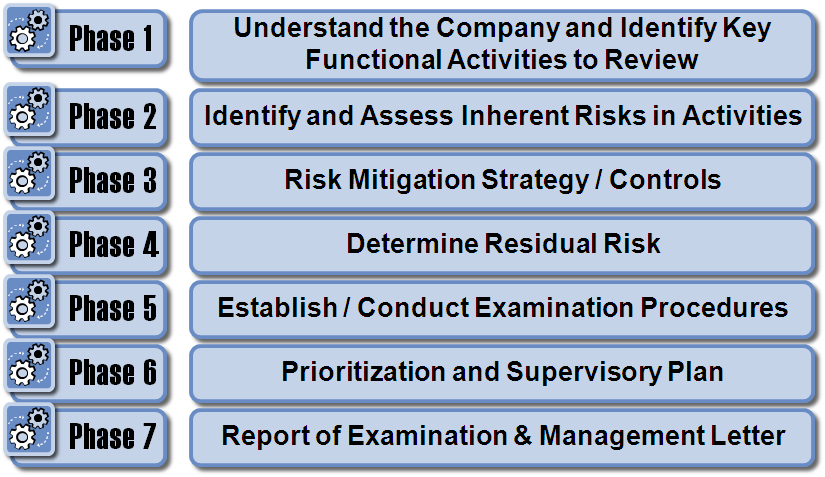 Phase 1
Understand the Company and Identify Key
Functional Activities to Review
Phase 2
Identify and Assess Inherent Risks in Activities
Phase 3
Risk Mitigation Strategy / Controls
Phase 4
Determine Residual Risk
Phase 5
Establish / Conduct Examination Procedures
Phase 6
Prioritization and Supervisory Plan
Phase 7
Report of Examination & Management Letter